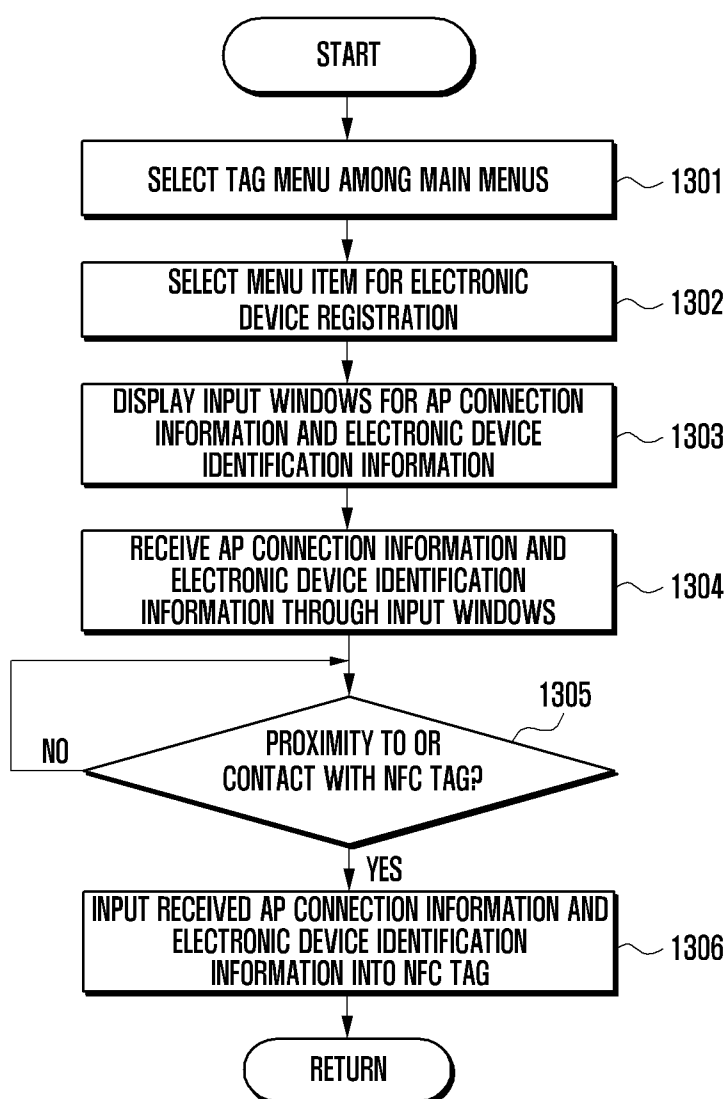 START
SELECT TAG MENU AMONG MAIN MENUS
1301
SELECT MENU ITEM FOR ELECTRONIC
DEVICE REGISTRATION
1302
DISPLAY INPUT WINDOWS FOR AP CONNECTION
INFORMATION AND ELECTRONIC DEVICE
IDENTIFICATION INFORMATION
1303
RECEIVE AP CONNECTION INFORMATION AND
ELECTRONIC DEVICE IDENTIFICATION
INFORMATION THROUGH INPUT WINDOWS
1304
1305
NO
PROXIMITY TO OR
CONTACT WITH NFC TAG?
YES
INPUT RECEIVED AP CONNECTION INFORMATION AND
ELECTRONIC DEVICE IDENTIFICATION
INFORMATION INTO NFC TAG
1306
RETURN